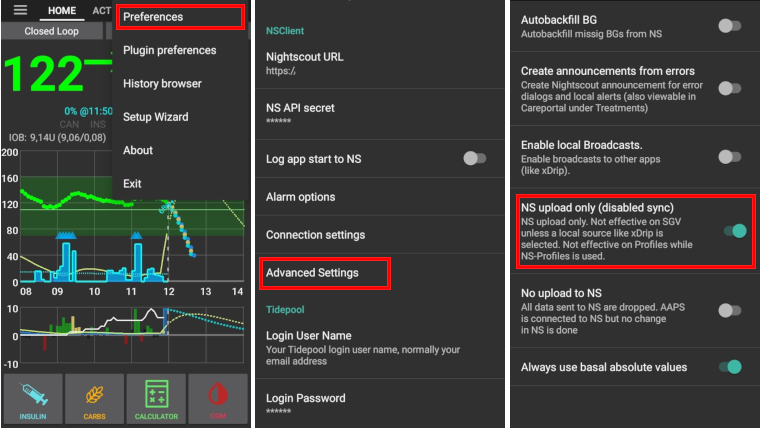 HOME ACT
Closed Loop
122
0% @11:50
CAN INS
IOB: 9,14U (9,06/0,08)
Preferences
Plugin preferences
History browser
Setup Wizard
About
Exit
200
160
120
80
40
0
08 09 10 11 12 13 14
10
0
-10
INSULIN CARBS CALCULATOR CGM
NSClient
Nightscout URL
https:/,
NS API secret
******
Log app start to NS
Alarm options
Connection settings
Advanced Settings
Tidepool
Login User Name
Your Tidepool login user name, normally your
email address
Login Password
******
Autobackfill BG
Autobackfill missig BGs from NS
Create announcements from errors
Create Nightscout announcement for error
dialogs and local alerts (also viewable in
Careportal under Treatments)
Enable local Broadcasts.
Enable broadcasts to other apps
(like xDrip).
NS upload only (disabled sync)
NS upload only. Not effective on SGV
unless a local source like xDrip is
selected. Not effective on Profiles while
NS-Profiles is used.
No upload to NS
All data sent to NS are dropped. AAPS
is connected to NS but no change
in NS is done
Always use basal absolute values